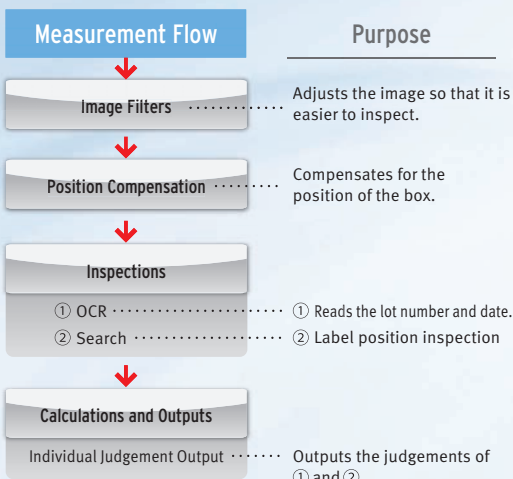 Measurement Flow Purpose
Image Filters ············· Adjusts the image so that it is
easier to inspect.
Position Compensation ········· Compensates for the
position of the box.
Inspections
① OCR ······················ ① Reads the lot number and date.
② Search ··················· ② Label position inspection
Calculations and Outputs
Individual Judgement Output ······· Outputs the judgements of
① and ②